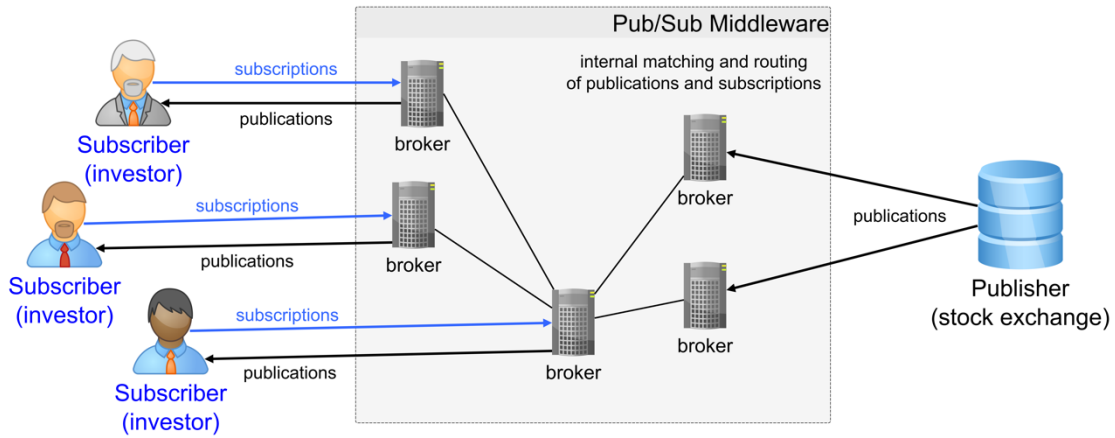 Pub/Sub Middleware
internal matching and routing
of publications and subscriptions
subscriptions
publications
Subscriber
(investor)
broker
subscriptions
publications
Subscriber
(investor)
broker
subscriptions
publications
Subscriber
(investor)
broker
broker
broker
publications
Publisher
(stock exchange)